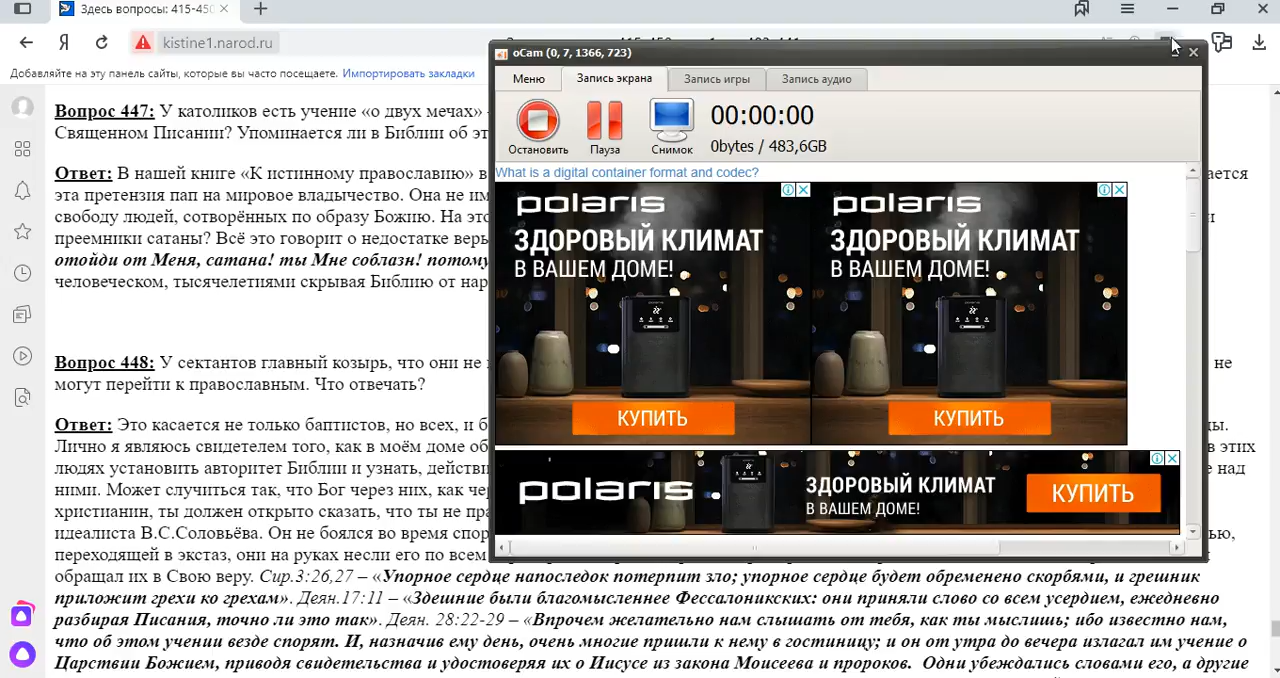 Здесь вопросы: 415-450
kistine1.narod.ru
Добавляйте на эту панель сайты, которые вы часто посещаете. Импортировать закладки
oCam (0, 7, 1366, 723)
Меню
Запись экрана
Запись игры
Запись аудио
Остановить
Пауза
Снимок
00:00:00
0bytes / 483,6GB
What is a digital container format and codec?
polaris
ЗДОРОВЫЙ КЛИМАТ
В ВАШЕМ ДОМЕ!
КУПИТЬ
polaris
ЗДОРОВЫЙ КЛИМАТ
В ВАШЕМ ДОМЕ!
КУПИТЬ
polaris
ЗДОРОВЫЙ КЛИМАТ
В ВАШЕМ ДОМЕ!
КУПИТЬ
Вопрос 447: У католиков есть учение «о двух мечах»
Священном Писании? Упоминается ли в Библии об
Ответ: В нашей книге «К истинному православию» в
эта претензия пап на мировое владычество. Она не
свободу людей, сотворённых по образу Божию. На
преемники сатаны? Всё это говорит о недостатке
отойди от Меня, сатана! ты Мне соблазн!
человеческом, тысячелетиями скрывая Библию от
Вопрос 448: У сектантов главный козырь, что они не
не
могут перейти к православным. Что отвечать?
Ответ: Это касается не только баптистов, но всех, и
Лично я являюсь свидетелем того, как в моём доме
в этих
людях установить авторитет Библии и узнать,
над
ними. Может случиться так, что Бог через них, как
христианин, ты должен открыто сказать, что ты не
идеалиста В.С.Соловьёва. Он не боялся во время
переходящей в экстаз, они на руках несли его по всем
обращал их в Свою веру. Сир.3:26,27 – «Упорное сердце напоследок потерпит зло; упорное сердце будет обременено скорбями, и грешник
приложит грехи ко грехам». Деян.17:11 – «Здешние были благомысленнее Фессалоникских: они приняли слово со всем усердием, ежедневно
разбирая Писания, точно ли это так». Деян. 28:22-29 – «Впрочем желательно нам слышать от тебя, как ты мыслишь; ибо известно нам,
что об этом учении везде спорят. И, назначив ему день, очень многие пришли к нему в гостиницу; и он от утра до вечера излагал им учение о
Царствии Божием, приводя свидетельства и удостоверяя их о Иисусе из закона Моисеева и пророков. Одни убеждались словами его, а другие